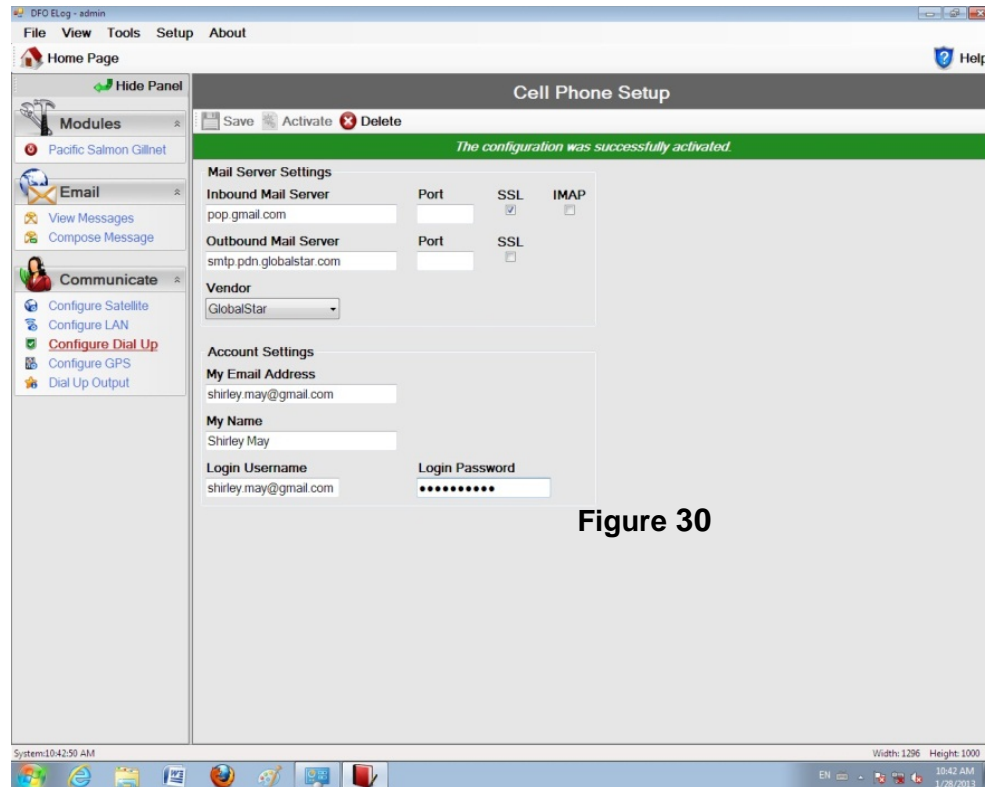 DFO ELog - admin
File View Tools Setup About
Home Page
Help
Hide Panel
Cell Phone Setup
Modules
Save Activate Delete
Pacific Salmon Gillnet
The configuration was successfully activated.
Email
View Messages
Compose Message
Communicate
Configure Satellite
Configure LAN
Configure Dial Up
Configure GPS
Dial Up Output
Mail Server Settings
Inbound Mail Server Port SSL IMAP
pop.gmail.com
Outbound Mail Server Port SSL
smtp.pdn.globalstar.com
Vendor
GlobalStar
Account Settings
My Email Address
shirley.may@gmail.com
My Name
Shirley May
Login Username Login Password
shirley.may@gmail.com ●●●●●●●●●●
Figure 30
System:10:42:50 AM
Width: 1296 Height: 1000
EN
10:42 AM
1/28/2013